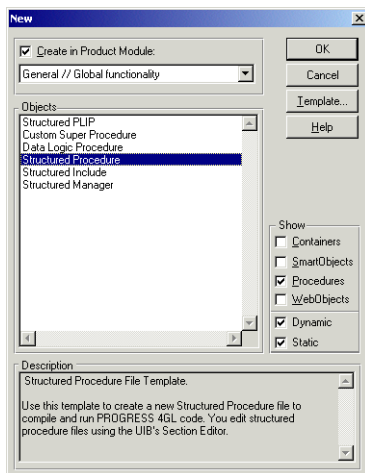 New
Create in Product Module:
OK
General // Global functionality
Cancel
Template...
Help
Objects
Structured PLIP
Custom Super Procedure
Data Logic Procedure
Structured Procedure
Structured Include
Structured Manager
Show
Containers
SmartObjects
Procedures
WebObjects
Dynamic
Static
Description
Structured Procedure File Template.
Use this template to create a new Structured Procedure file to
compile and run PROGRESS 4GL code. You edit structured
procedure files using the UIB's Section Editor.